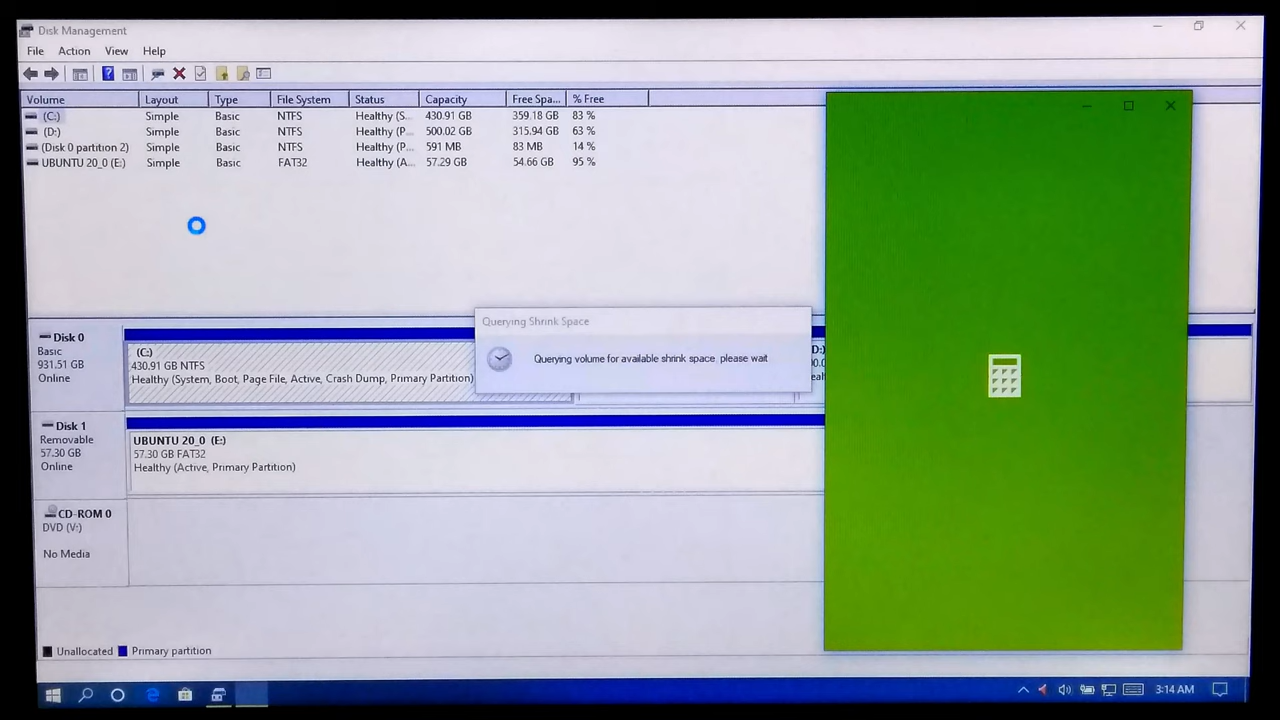 Disk Management
File Action View Help
Volume Layout Type File System Status Capacity Free Spa... % Free
(C:) Simple Basic NTFS Healthy (S... 430.91 GB 359.18 GB 83 %
(D:) Simple Basic NTFS Healthy (P... 500.02 GB 315.94 GB 63 %
(Disk 0 partition 2) Simple Basic NTFS Healthy (P... 591 MB 83 MB 14 %
UBUNTU 20_0 (E:) Simple Basic FAT32 Healthy (A... 57.29 GB 54.66 GB 95 %
Querying Shrink Space
Querying volume for available shrink space, please wait
Disk 0
Basic
931.51 GB
Online
(C:)
430.91 GB NTFS
Healthy (System, Boot, Page File, Active, Crash Dump, Primary Partition)
Disk 1
Removable
57.30 GB
Online
UBUNTU 20_0 (E:)
57.30 GB FAT32
Healthy (Active, Primary Partition)
CD-ROM 0
DVD (V:)
No Media
Unallocated Primary partition
3:14 AM